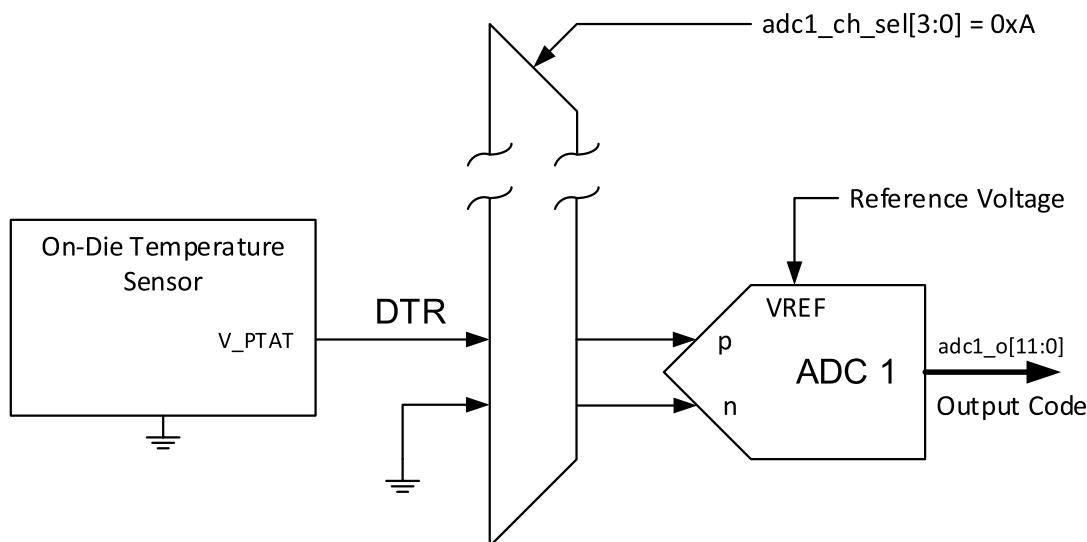 adc1_ch_sel[3:0] = 0xA
Reference Voltage
On-Die Temperature
Sensor
V_PTAT
DTR
VREF
p
ADC 1
n
adc1_o[11:0]
Output Code